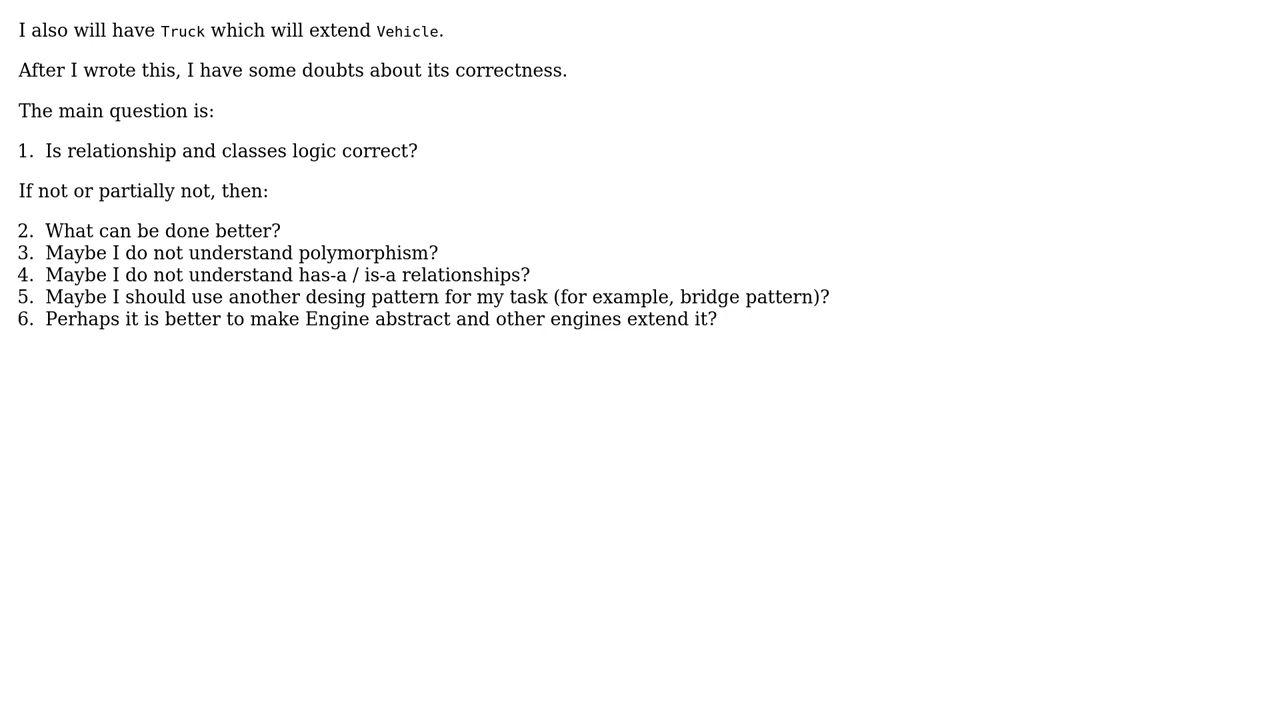 I also will have Truck which will extend Vehicle.
After I wrote this, I have some doubts about its correctness.
The main question is:
1. Is relationship and classes logic correct?
If not or partially not, then:
2. What can be done better?
3. Maybe I do not understand polymorphism?
4. Maybe I do not understand has-a / is-a relationships?
5. Maybe I should use another desing pattern for my task (for example, bridge pattern)?
6. Perhaps it is better to make Engine abstract and other engines extend it?